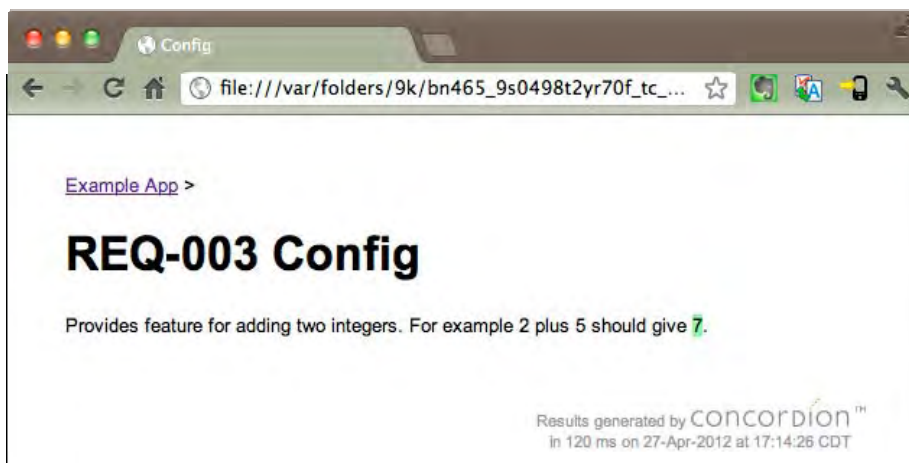 Config
file:///var/folders/9k/bn465_9s0498t2yr70f_tc_...
Example App >
REQ-003 Config
Provides feature for adding two integers. For example 2 plus 5 should give 7.
Results generated by concordion™
in 120 ms on 27-Apr-2012 at 17:14:26 CDT